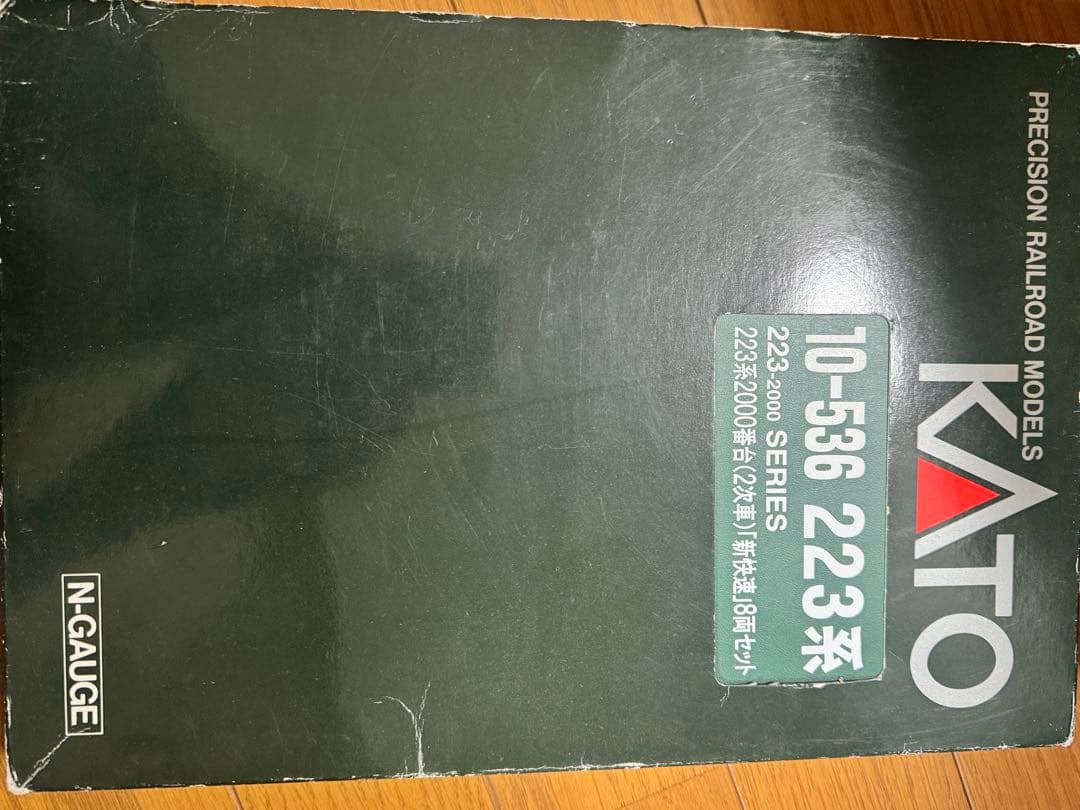 PRECISION RAILROAD MODELS
KATO
10-536 223系
223-2000 SERIES
223系2000番台(2次車)「新快速」8両セット
N-GAUGE